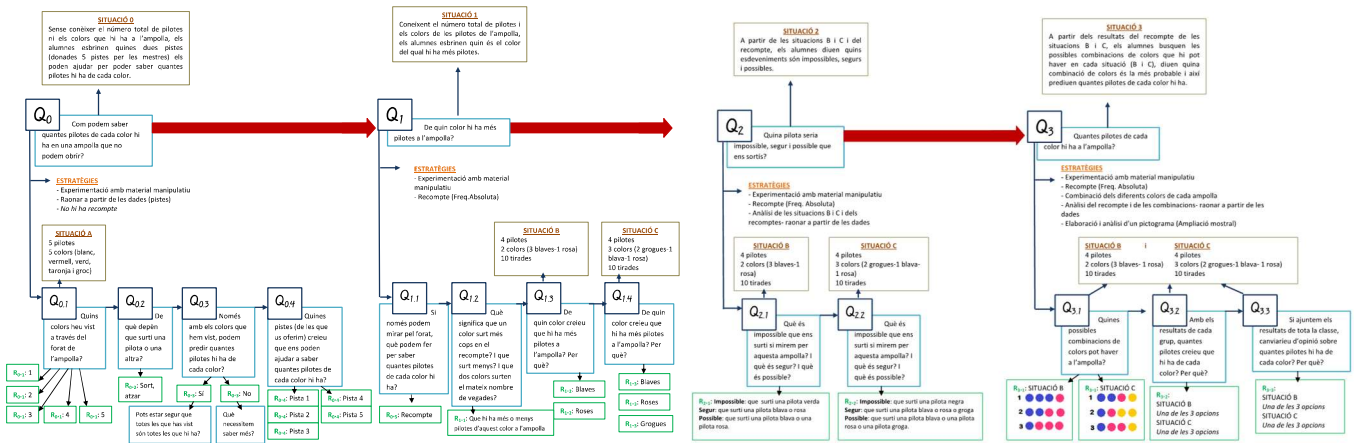 SITUACIÓ 0
Sense conèixer el número total de pilotes
ni els colors que hi ha a l'ampolla, els
alumnes esbrinen quines dues pistes
(donades 5 pistes per les mestres) els
poden ajudar per poder saber quantes
pilotes hi ha de cada color.
Q0
Com podem saber
quantes pilotes de cada color hi
ha en una ampolla que no
podem obrir?
ESTRATÈGIES
- Experimentació amb material manipulatiu
- Raonar a partir de les dades (pistes)
- No hi ha recompte
SITUACIÓ A
5 pilotes
5 colors (blanc,
vermell, verd,
taronja i groc)
Q0.1
Quins
colors heu vist
a través del
forat de
l'ampolla?
R0-1: 1
R0-1: 2
R0-1: 3
R0-1: 4
R0-1: 5
Q0.2
De
què depèn
que surti una
pilota o una
altra?
R0-2: Sort,
atzar
Q0.3
Només
amb els colors que
hem vist, podem
predir quantes
pilotes hi ha de
cada color?
R0-3: Sí
R0-3: No
Pots estar segur que
totes les que has vist
són totes les que hi ha?
Què
necessitem
saber més?
Q0.4
Quines
pistes (de les que
us oferim) creieu
que ens poden
ajudar a saber
quantes pilotes de
cada color hi ha?
R0-4: Pista 1
R0-4: Pista 2
R0-4: Pista 3
R0-4: Pista 4
R0-4: Pista 5
SITUACIÓ 1
Coneixent el número total de pilotes i
els colors de les pilotes de l'ampolla,
els alumnes esbrinen quin és el color
del qual hi ha més pilotes.
Q1
De quin color hi ha més
pilotes a l'ampolla?
ESTRATÈGIES
- Experimentació amb material
manipulatiu
- Recompte (Freq.Absoluta)
SITUACIÓ B
4 pilotes
2 colors (3 blaves-1 rosa)
10 tirades
SITUACIÓ C
4 pilotes
3 colors (2 grogues-1
blava-1 rosa)
10 tirades
Q1.1
Si
només podem
mirar pel forat,
què podem fer
per saber
quantes pilotes
de cada color hi
ha?
R1-1: Recompte
Q1.2
Què
significa que un
color surt més
cops en el
recompte? I que
surt menys? I que
dos colors surten
el mateix nombre
de vegades?
R1-2: Que hi ha més o menys
pilotes d'aquest color a l'ampolla
Q1.3
De
quin color creieu
que hi ha més
pilotes a
l'ampolla? Per
què?
R1-3: Blaves
R1-3: Roses
Q1.4
De quin
color creieu que
hi ha més pilotes
a l'ampolla? Per
què?
R1-3: Blaves
R1-3: Roses
R1-3: Grogues
SITUACIÓ 2
A partir de les situacions B i C i del
recompte, els alumnes diuen quins
esdeveniments són impossibles, segurs
i possibles.
Q2
Quina pilota seria
impossible, segur i possible que
ens sortís?
ESTRATÈGIES
- Experimentació amb material manipulatiu
- Recompte (Freq. Absoluta)
- Anàlisi de les situacions B i C i dels
recomptes- raonar a partir de les dades
SITUACIÓ B
4 pilotes
2 colors (3 blaves-1
rosa)
10 tirades
SITUACIÓ C
4 pilotes
3 colors (2 grogues-1 blava-
1 rosa)
10 tirades
Q2.1
Què és
impossible que ens
surti si mirem per
aquesta ampolla? I
què és segur? I
què és possible?
Q2.2
Què és
impossible que ens
surti si mirem per
aquesta ampolla? I
què és segur? I
què és possible?
Impossible: que surti una pilota verda
Segur: que surti una pilota blava o rosa
Possible: que surti una pilota blava o una
pilota rosa.
Impossible: que surti una pilota negra
Segur: que surti una pilota blava o rosa o groga
Possible: que surti una pilota blava o una pilota
rosa o una pilota groga.
SITUACIÓ 3
A partir dels resultats del recompte de les
situacions B i C, els alumnes busquen les
possibles combinacions de colors que hi pot
haver en cada situació (B i C), diuen quina
combinació de colors és la més probable i així
prediuen quantes pilotes de cada color hi ha.
Q3
Quantes pilotes de cada
color hi ha a l'ampolla?
ESTRATÈGIES
- Experimentació amb material manipulatiu
- Recompte (Freq. Absoluta)
- Combinació dels diferents colors de cada ampolla
- Anàlisi del recompte i de les combinacions- raonar a partir de les
dades
- Elaboració i anàlisi d'un pictograma (Ampliació mostral)
SITUACIÓ B i SITUACIÓ C
4 pilotes 4 pilotes
2 colors (3 blaves- 1 rosa) 3 colors (2 grogues-1 blava-1 rosa)
10 tirades 10 tirades
Q3.1
Quines
possibles
combinacions de
colors pot haver
a l'ampolla?
SITUACIÓ B
1
2
3
SITUACIÓ C
1
2
3
Q3.2
Amb els
resultats de cada
grup, quantes
pilotes creieu que
hi ha de cada
color? Per què?
SITUACIÓ B
Una de les 3 opcions
SITUACIÓ C
Una de les 3 opcions
Q3.3
Si ajuntem els
resultats de tota la classe,
canviaríeu d'opinió sobre
quantes pilotes hi ha de
cada color? Per què?
SITUACIÓ B
Una de les 3 opcions
SITUACIÓ C
Una de les 3 opcions